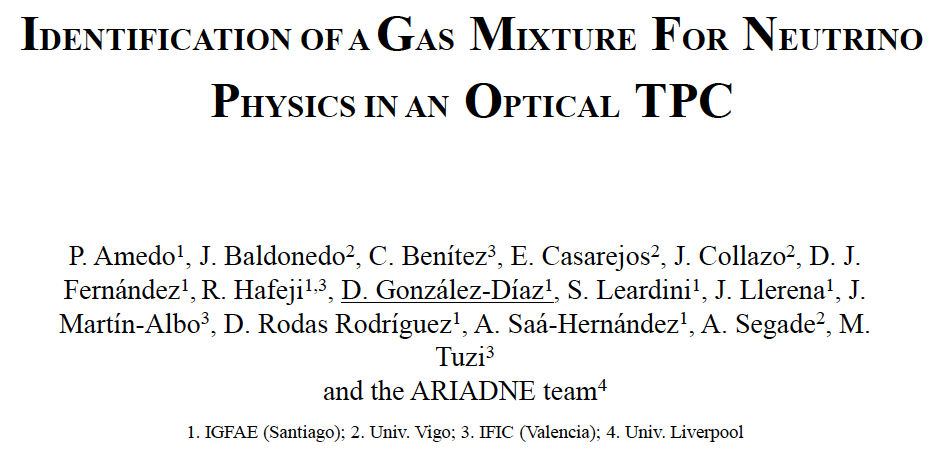 IDENTIFICATION OF A GAS MIXTURE FOR NEUTRINO
PHYSICS IN AN OPTICAL TPC
P. Amedo¹, J. Baldonedo², C. Benítez³, E. Casarejos², J. Collazo², D. J.
Fernández¹, R. Hafeji¹,³, D. González-Díaz¹, S. Leardini¹, J. Llerena¹, J.
Martín-Albo³, D. Rodas Rodríguez¹, A. Saá-Hernández¹, A. Segade², M.
Tuzi³
and the ARIADNE team⁴
1. IGFAE (Santiago); 2. Univ. Vigo; 3. IFIC (Valencia); 4. Univ. Liverpool